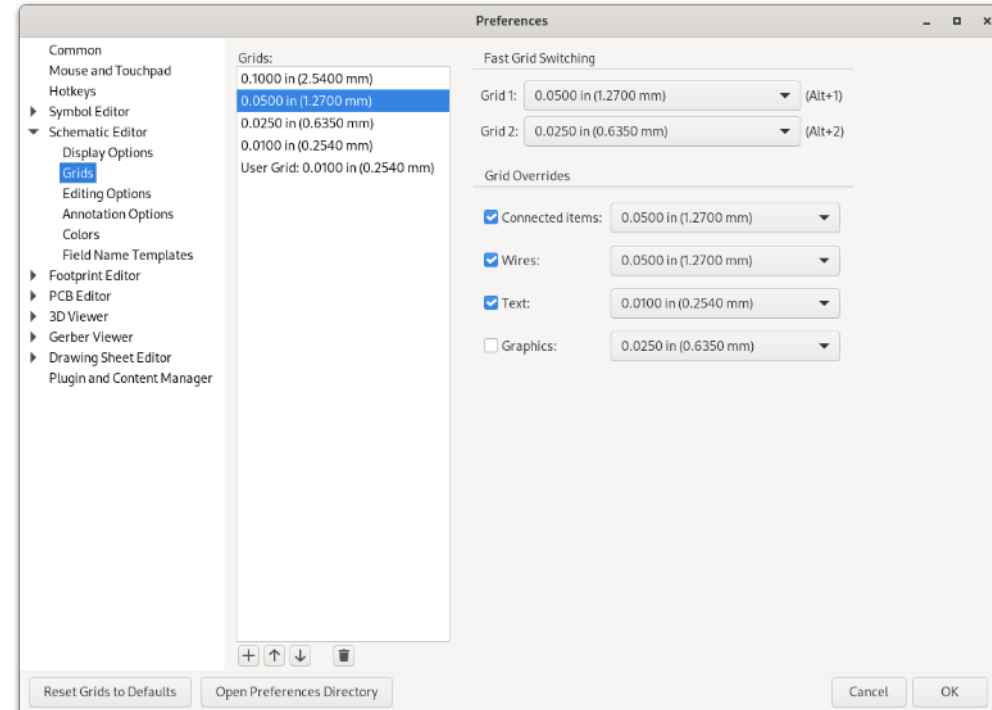 Preferences
Common
Mouse and Touchpad
Hotkeys
Symbol Editor
Schematic Editor
Display Options
Grids
Editing Options
Annotation Options
Colors
Field Name Templates
Footprint Editor
PCB Editor
3D Viewer
Gerber Viewer
Drawing Sheet Editor
Plugin and Content Manager
Grids:
0.1000 in (2.5400 mm)
0.0500 in (1.2700 mm)
0.0250 in (0.6350 mm)
0.0100 in (0.2540 mm)
User Grid: 0.0100 in (0.2540 mm)
Fast Grid Switching
Grid 1: 0.0500 in (1.2700 mm) (Alt+1)
Grid 2: 0.0250 in (0.6350 mm) (Alt+2)
Grid Overrides
Connected items: 0.0500 in (1.2700 mm)
Wires: 0.0500 in (1.2700 mm)
Text: 0.0100 in (0.2540 mm)
Graphics: 0.0250 in (0.6350 mm)
Reset Grids to Defaults Open Preferences Directory Cancel OK